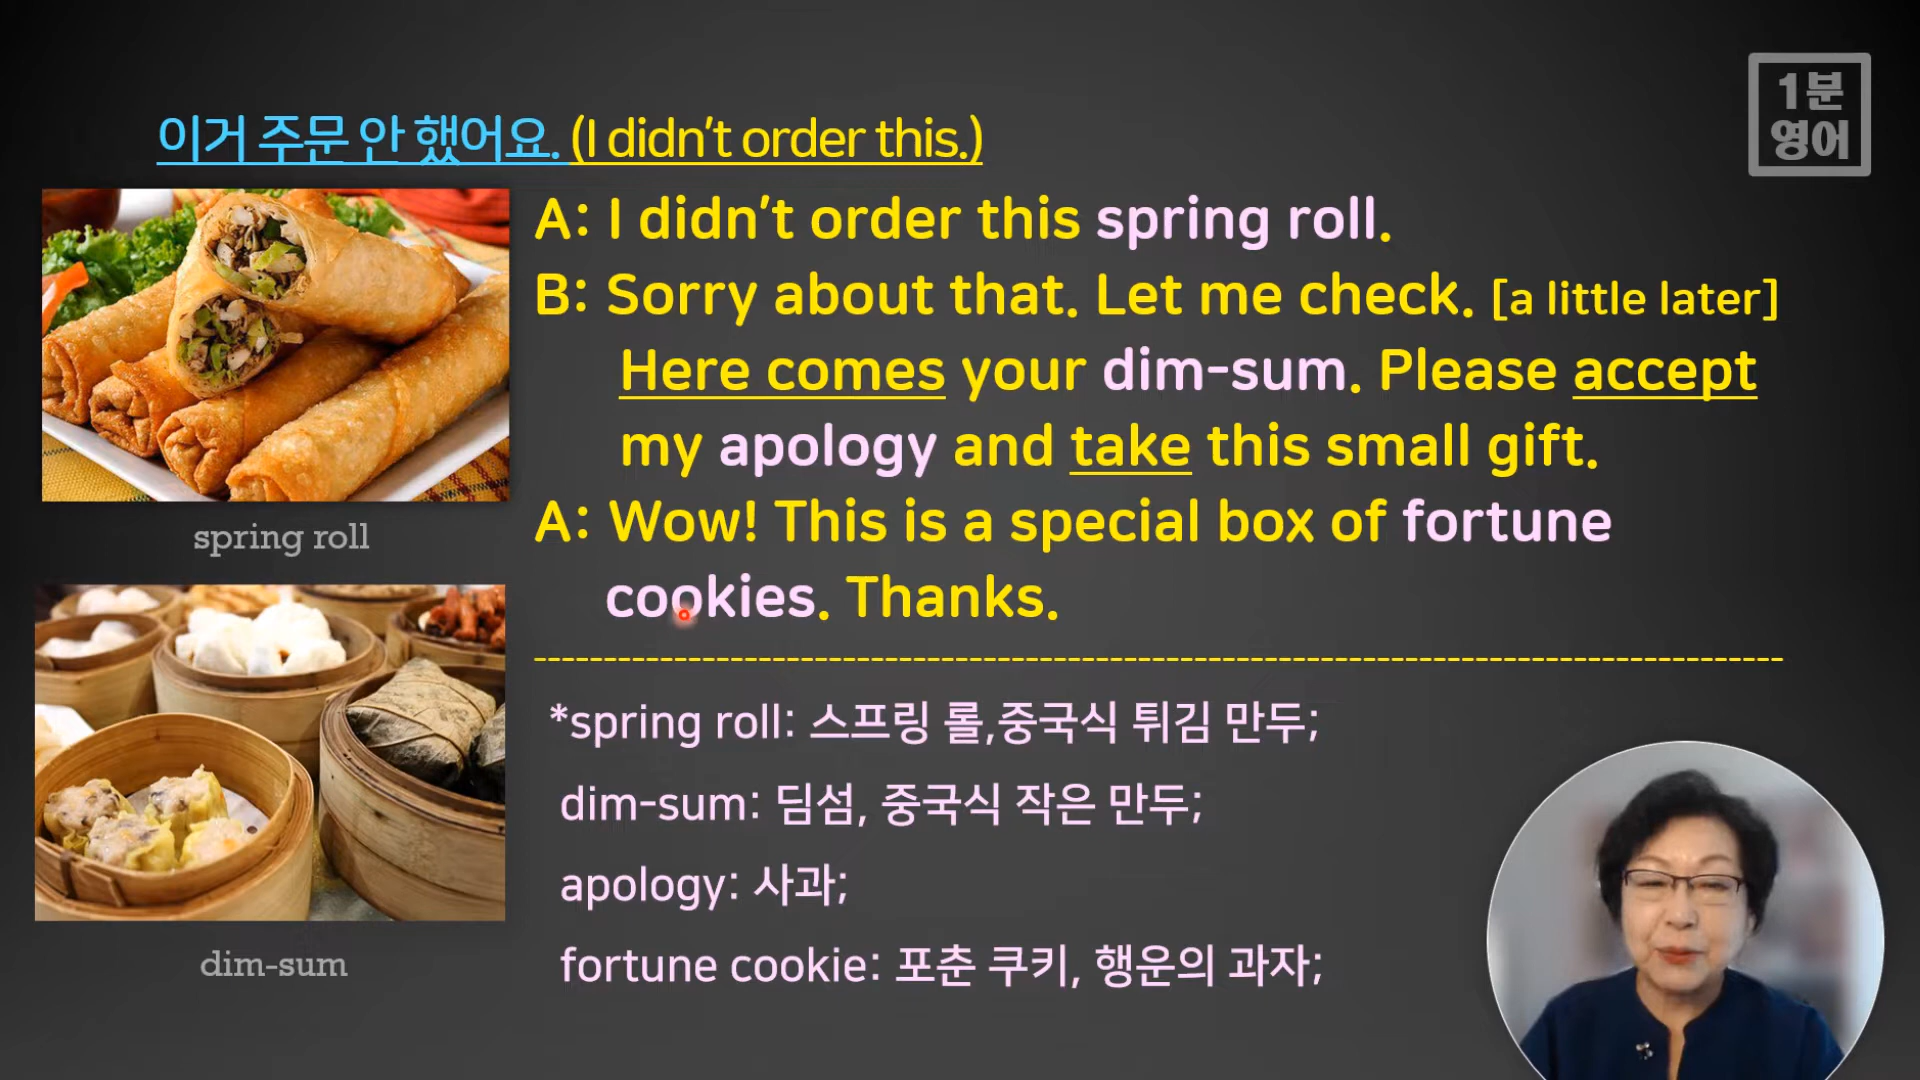 1분
영어
이거 주문 안 했어요. (I didn't order this.)
A: I didn't order this spring roll.
B: Sorry about that. Let me check. [a little later]
Here comes your dim-sum. Please accept
my apology and take this small gift.
A: Wow! This is a special box of fortune
cookies. Thanks.
spring roll
dim-sum
*spring roll: 스프링 롤,중국식 튀김 만두;
dim-sum: 딤섬, 중국식 작은 만두;
apology: 사과;
fortune cookie: 포춘 쿠키, 행운의 과자;